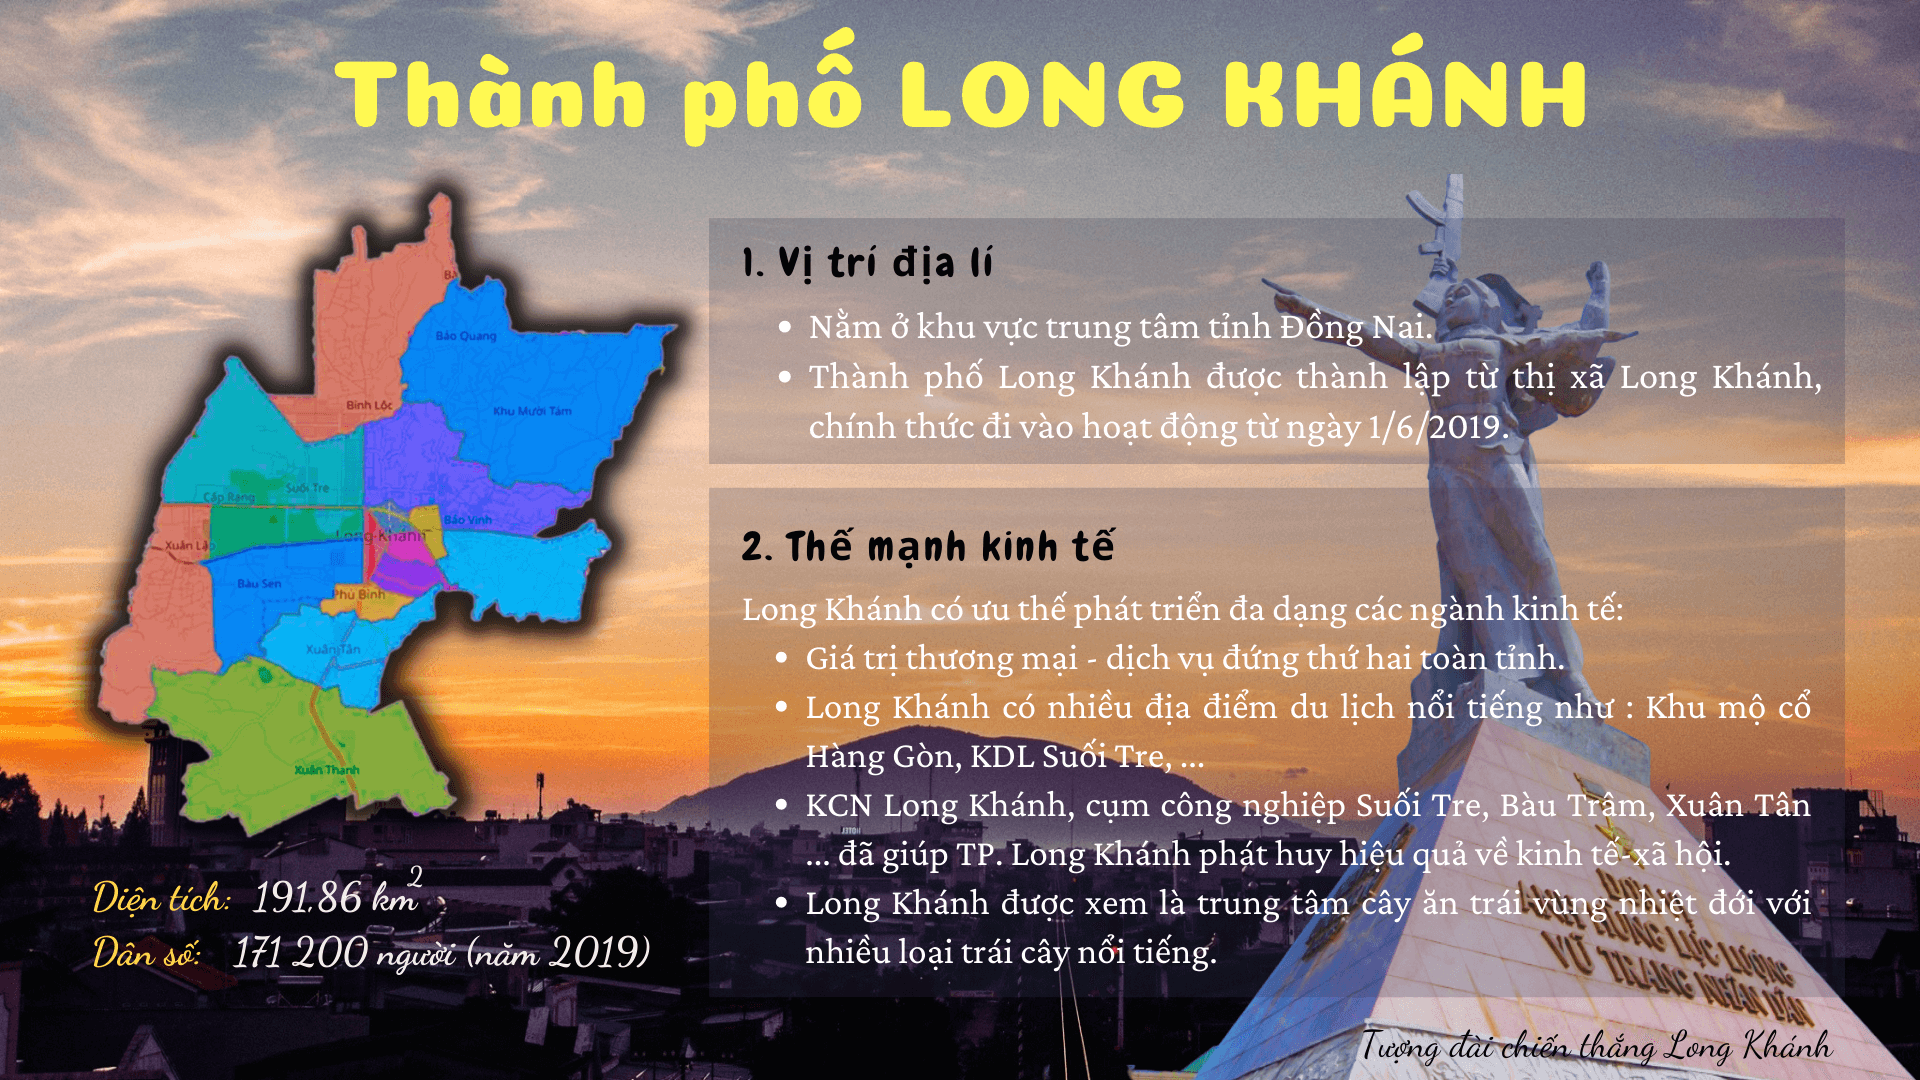 Thành phố LONG KHÁNH
1. Vị trí địa lí
• Nằm ở khu vực trung tâm tỉnh Đồng Nai.
• Thành phố Long Khánh được thành lập từ thị xã Long Khánh,
chính thức đi vào hoạt động từ ngày 1/6/2019.
2. Thế mạnh kinh tế
Long Khánh có ưu thế phát triển đa dạng các ngành kinh tế:
• Giá trị thương mại - dịch vụ đứng thứ hai toàn tỉnh.
• Long Khánh có nhiều địa điểm du lịch nổi tiếng như : Khu mộ cổ
Hàng Gòn, KDL Suối Tre, ...
• KCN Long Khánh, cụm công nghiệp Suối Tre, Bàu Trâm, Xuân Tân
... đã giúp TP. Long Khánh phát huy hiệu quả về kinh tế-xã hội.
• Long Khánh được xem là trung tâm cây ăn trái vùng nhiệt đới với
nhiều loại trái cây nổi tiếng.
Bảo Quang
Bình Lộc
Khu Mười Tám
Suối Tre
Cấp Rang
Bảo Vinh
Long Khánh
Xuân Lập
Bàu Sen
Phú Bình
Xuân Tân
Xuân Thanh
Diện tích: 191,86 km2
Dân số: 171 200 người (năm 2019)
HOTEL
LỰC LƯỢNG
VŨ TRANG NHÂN DÂN
Tượng đài chiến thắng Long Khánh